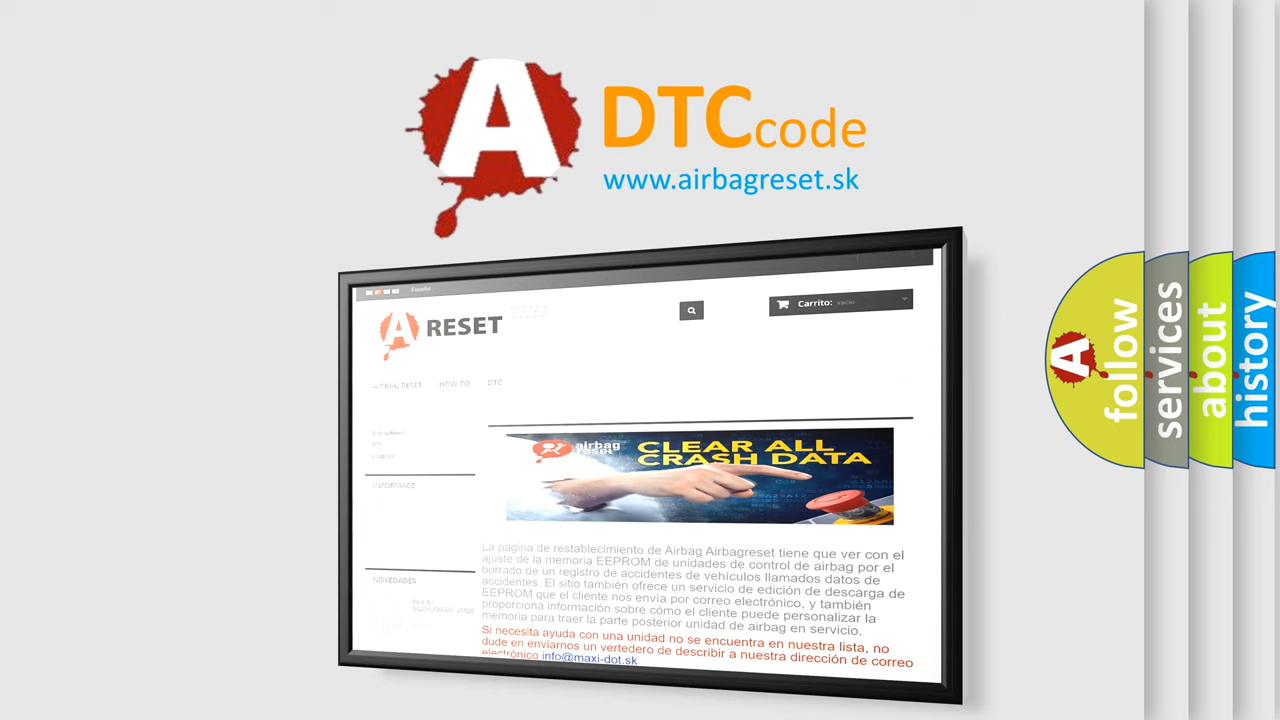 A DTCcode
www.airbagreset.sk
Español
A RESET
Carrito: vacío
AIRBAG RESET HOW TO DTC
INFORMACE
NOVEDADES
airbag
reset
CLEAR ALL
CRASH DATA
La página de restablecimiento de Airbag Airbagreset tiene que ver con el
ajuste de la memoria EEPROM de unidades de control de airbag por el
borrado de un registro de accidentes de vehículos llamados datos de
accidentes. El sitio también ofrece un servicio de edición de descarga de
EEPROM que el cliente nos envía por correo electrónico, y también
proporciona información sobre cómo el cliente puede personalizar la
memoria para traer la parte posterior unidad de airbag en servicio.
Si necesita ayuda con una unidad no se encuentra en nuestra lista, no
dude en enviarnos un vertedero de describir a nuestra dirección de correo
electrónico info@maxi-dot.sk
A
follow
services
about
history